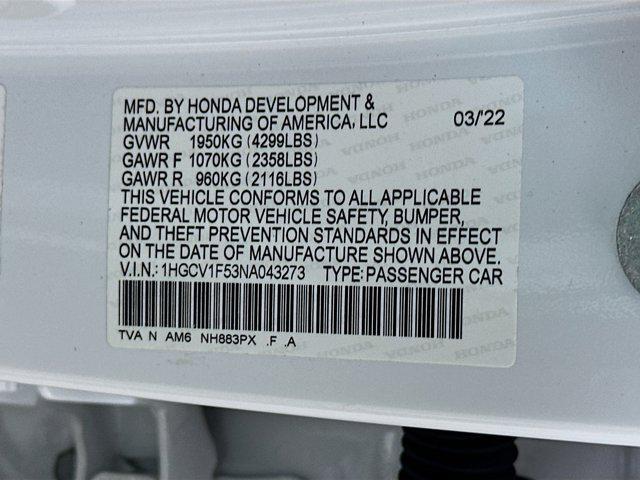 MFD. BY HONDA DEVELOPMENT &
MANUFACTURING OF AMERICA, LLC 03/'22
GVWR 1950KG (4299LBS)
GAWR F 1070KG (2358LBS)
GAWR R 960KG (2116LBS)
THIS VEHICLE CONFORMS TO ALL APPLICABLE
FEDERAL MOTOR VEHICLE SAFETY, BUMPER,
AND THEFT PREVENTION STANDARDS IN EFFECT
ON THE DATE OF MANUFACTURE SHOWN ABOVE.
V.I.N.: 1HGCV1F53NA043273 TYPE: PASSENGER CAR
TVA N AM6 NH883PX .F .A